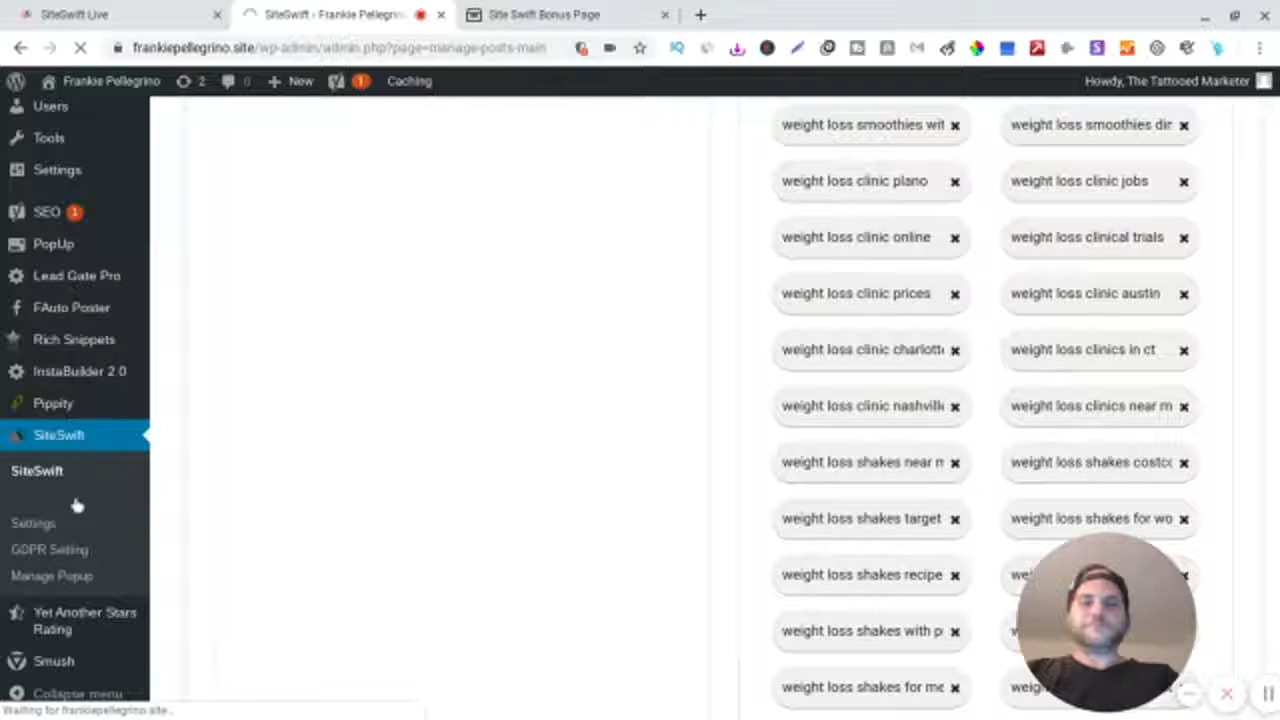 SiteSwift Live
SiteSwift ‹ Frankie Pellegrino
Site Swift Bonus Page
frankiepellegrino.site/wp-admin/admin.php?page=manage-posts-main
Frankie Pellegrino
2
0
New
1
Caching
Howdy, The Tattooed Marketer
Users
Tools
Settings
SEO 1
PopUp
Lead Gate Pro
FAuto Poster
Rich Snippets
InstaBuilder 2.0
Pippity
SiteSwift
SiteSwift
Settings
GDPR Setting
Manage Popup
Yet Another Stars
Rating
Smush
Collapse menu
Waiting for frankiepellegrino.site...
weight loss smoothies wit
weight loss smoothies dir
weight loss clinic plano
weight loss clinic jobs
weight loss clinic online
weight loss clinical trials
weight loss clinic prices
weight loss clinic austin
weight loss clinic charlott
weight loss clinics in ct
weight loss clinic nashvill
weight loss clinics near m
weight loss shakes near n
weight loss shakes costc
weight loss shakes target
weight loss shakes for wo
weight loss shakes recipe
weight loss shakes with p
weight loss shakes for me